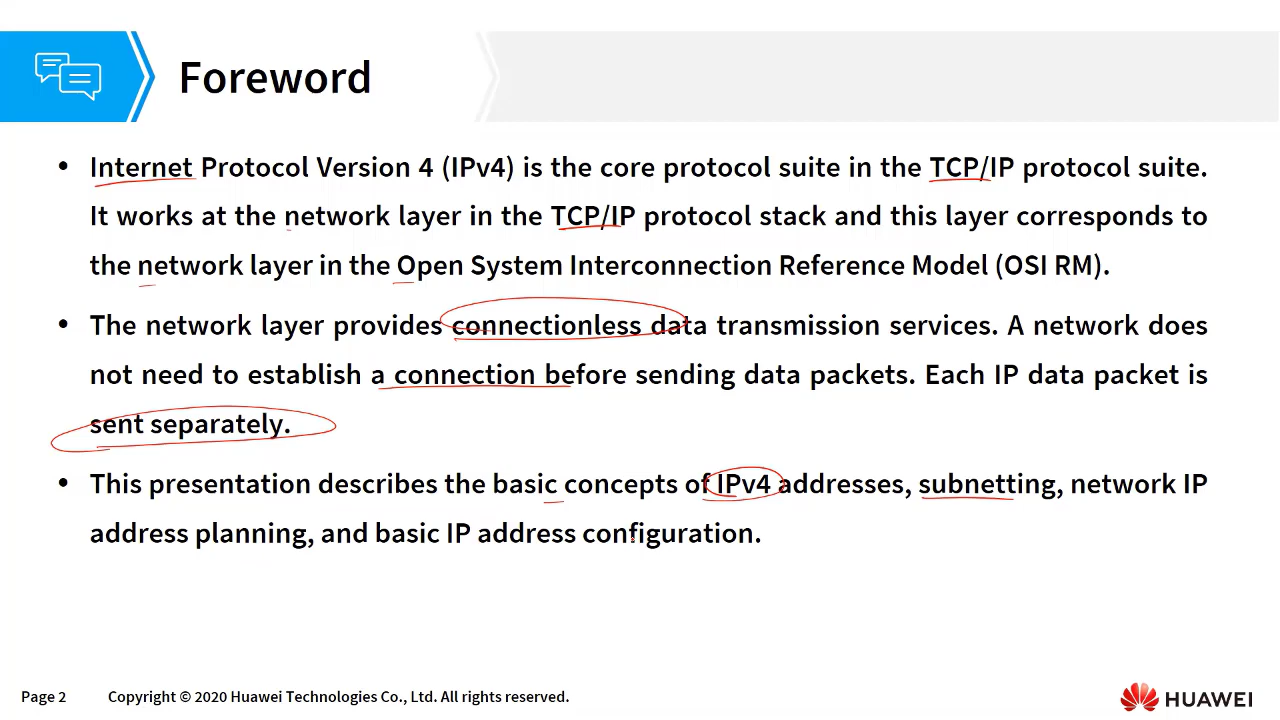 Foreword
• Internet Protocol Version 4 (IPv4) is the core protocol suite in the TCP/IP protocol suite.
It works at the network layer in the TCP/IP protocol stack and this layer corresponds to
the network layer in the Open System Interconnection Reference Model (OSI RM).
• The network layer provides connectionless data transmission services. A network does
not need to establish a connection before sending data packets. Each IP data packet is
sent separately.
• This presentation describes the basic concepts of IPv4 addresses, subnetting, network IP
address planning, and basic IP address configuration.
Page 2 Copyright © 2020 Huawei Technologies Co., Ltd. All rights reserved.
HUAWEI